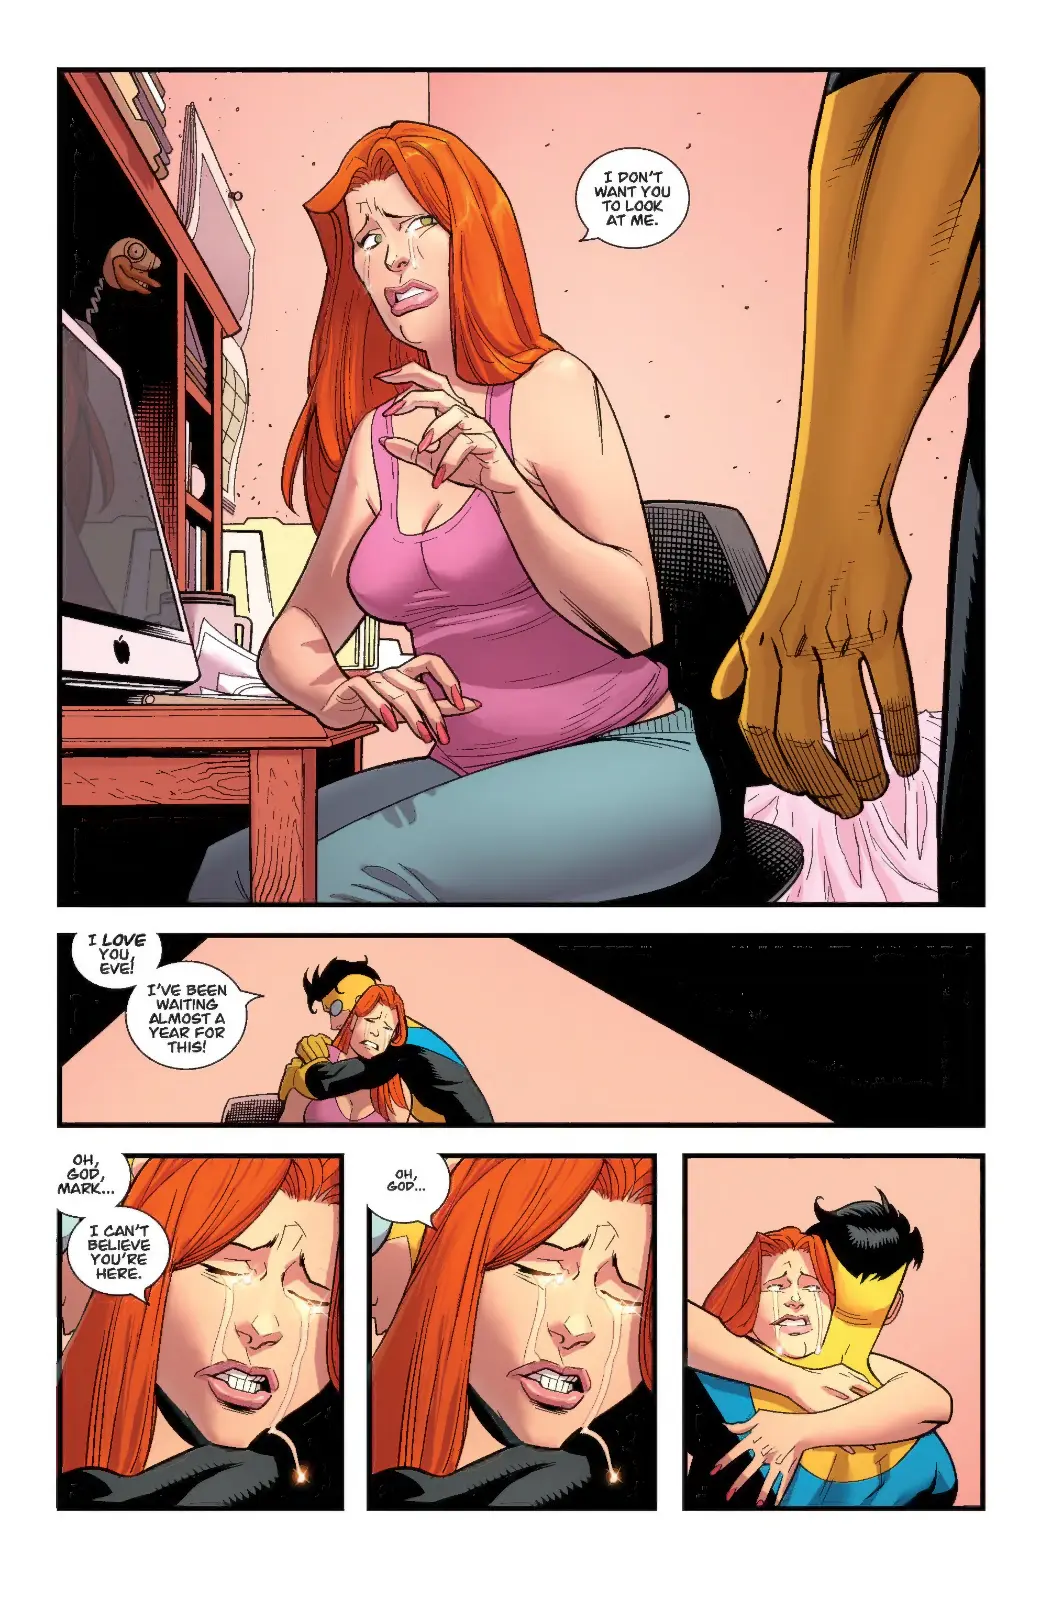 I DON'T
WANT YOU
TO LOOK
AT ME.
I LOVE
YOU,
EVE!
I'VE BEEN
WAITING
ALMOST A
YEAR FOR
THIS!
OH,
GOD,
MARK...
I CAN'T
BELIEVE
YOU'RE
HERE.
OH,
GOD...